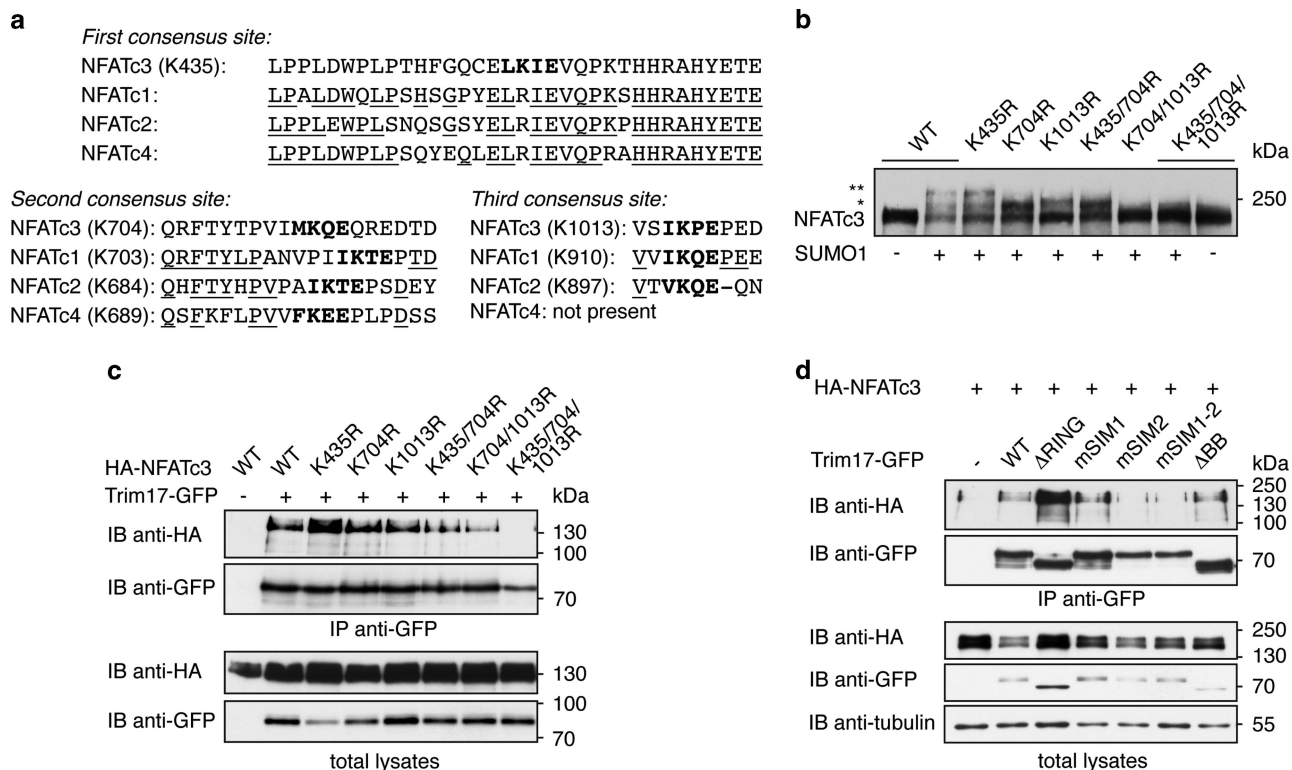 a
First consensus site:
NFATc3 (K435): LPPLDWPLPTHFGQCELKIEVQPKTHHRAHYETE
NFATc1: LPALDWQLPSHSGPYELRIEVQPKSHHRAHYETE
NFATc2: LPPLEWPLSNQSGSYELRIEVQPKPHHRAHYETE
NFATc4: LPPLDWPLPSQYEQLELRIEVQPRAHHRAHYETE
Second consensus site:
NFATc3 (K704): QRFTYTPVIMKQEQREDTD
NFATc1 (K703): QRFTYLPANVPIIKTEPTD
NFATc2 (K684): QHFTYHPVPAIKTEPSDEY
NFATc4 (K689): QSFKFLPVVFKEEPLPDSS
Third consensus site:
NFATc3 (K1013): VSIKPEPED
NFATc1 (K910): VVIKQEPEE
NFATc2 (K897): VTVKQE-QN
NFATc4: not present
b
WT K435R K704R K1013R K435/704R K704/1013R K435/704/1013R
kDa
**
*
250
NFATc3
SUMO1 - + + + + + + + -
c
HA-NFATc3 WT WT K435R K704R K1013R K435/704R K704/1013R K435/704/1013R
Trim17-GFP - + + + + + + + kDa
IB anti-HA 130
100
IB anti-GFP 70
IP anti-GFP
IB anti-HA 130
100
IB anti-GFP
70
total lysates
d
HA-NFATc3 + + + + + + +
Trim17-GFP - WT ΔRING mSIM1 mSIM2 mSIM1-2 ΔBB
kDa
250
IB anti-HA 130
100
IB anti-GFP 70
IP anti-GFP
IB anti-HA 250
130
IB anti-GFP 70
IB anti-tubulin 55
total lysates